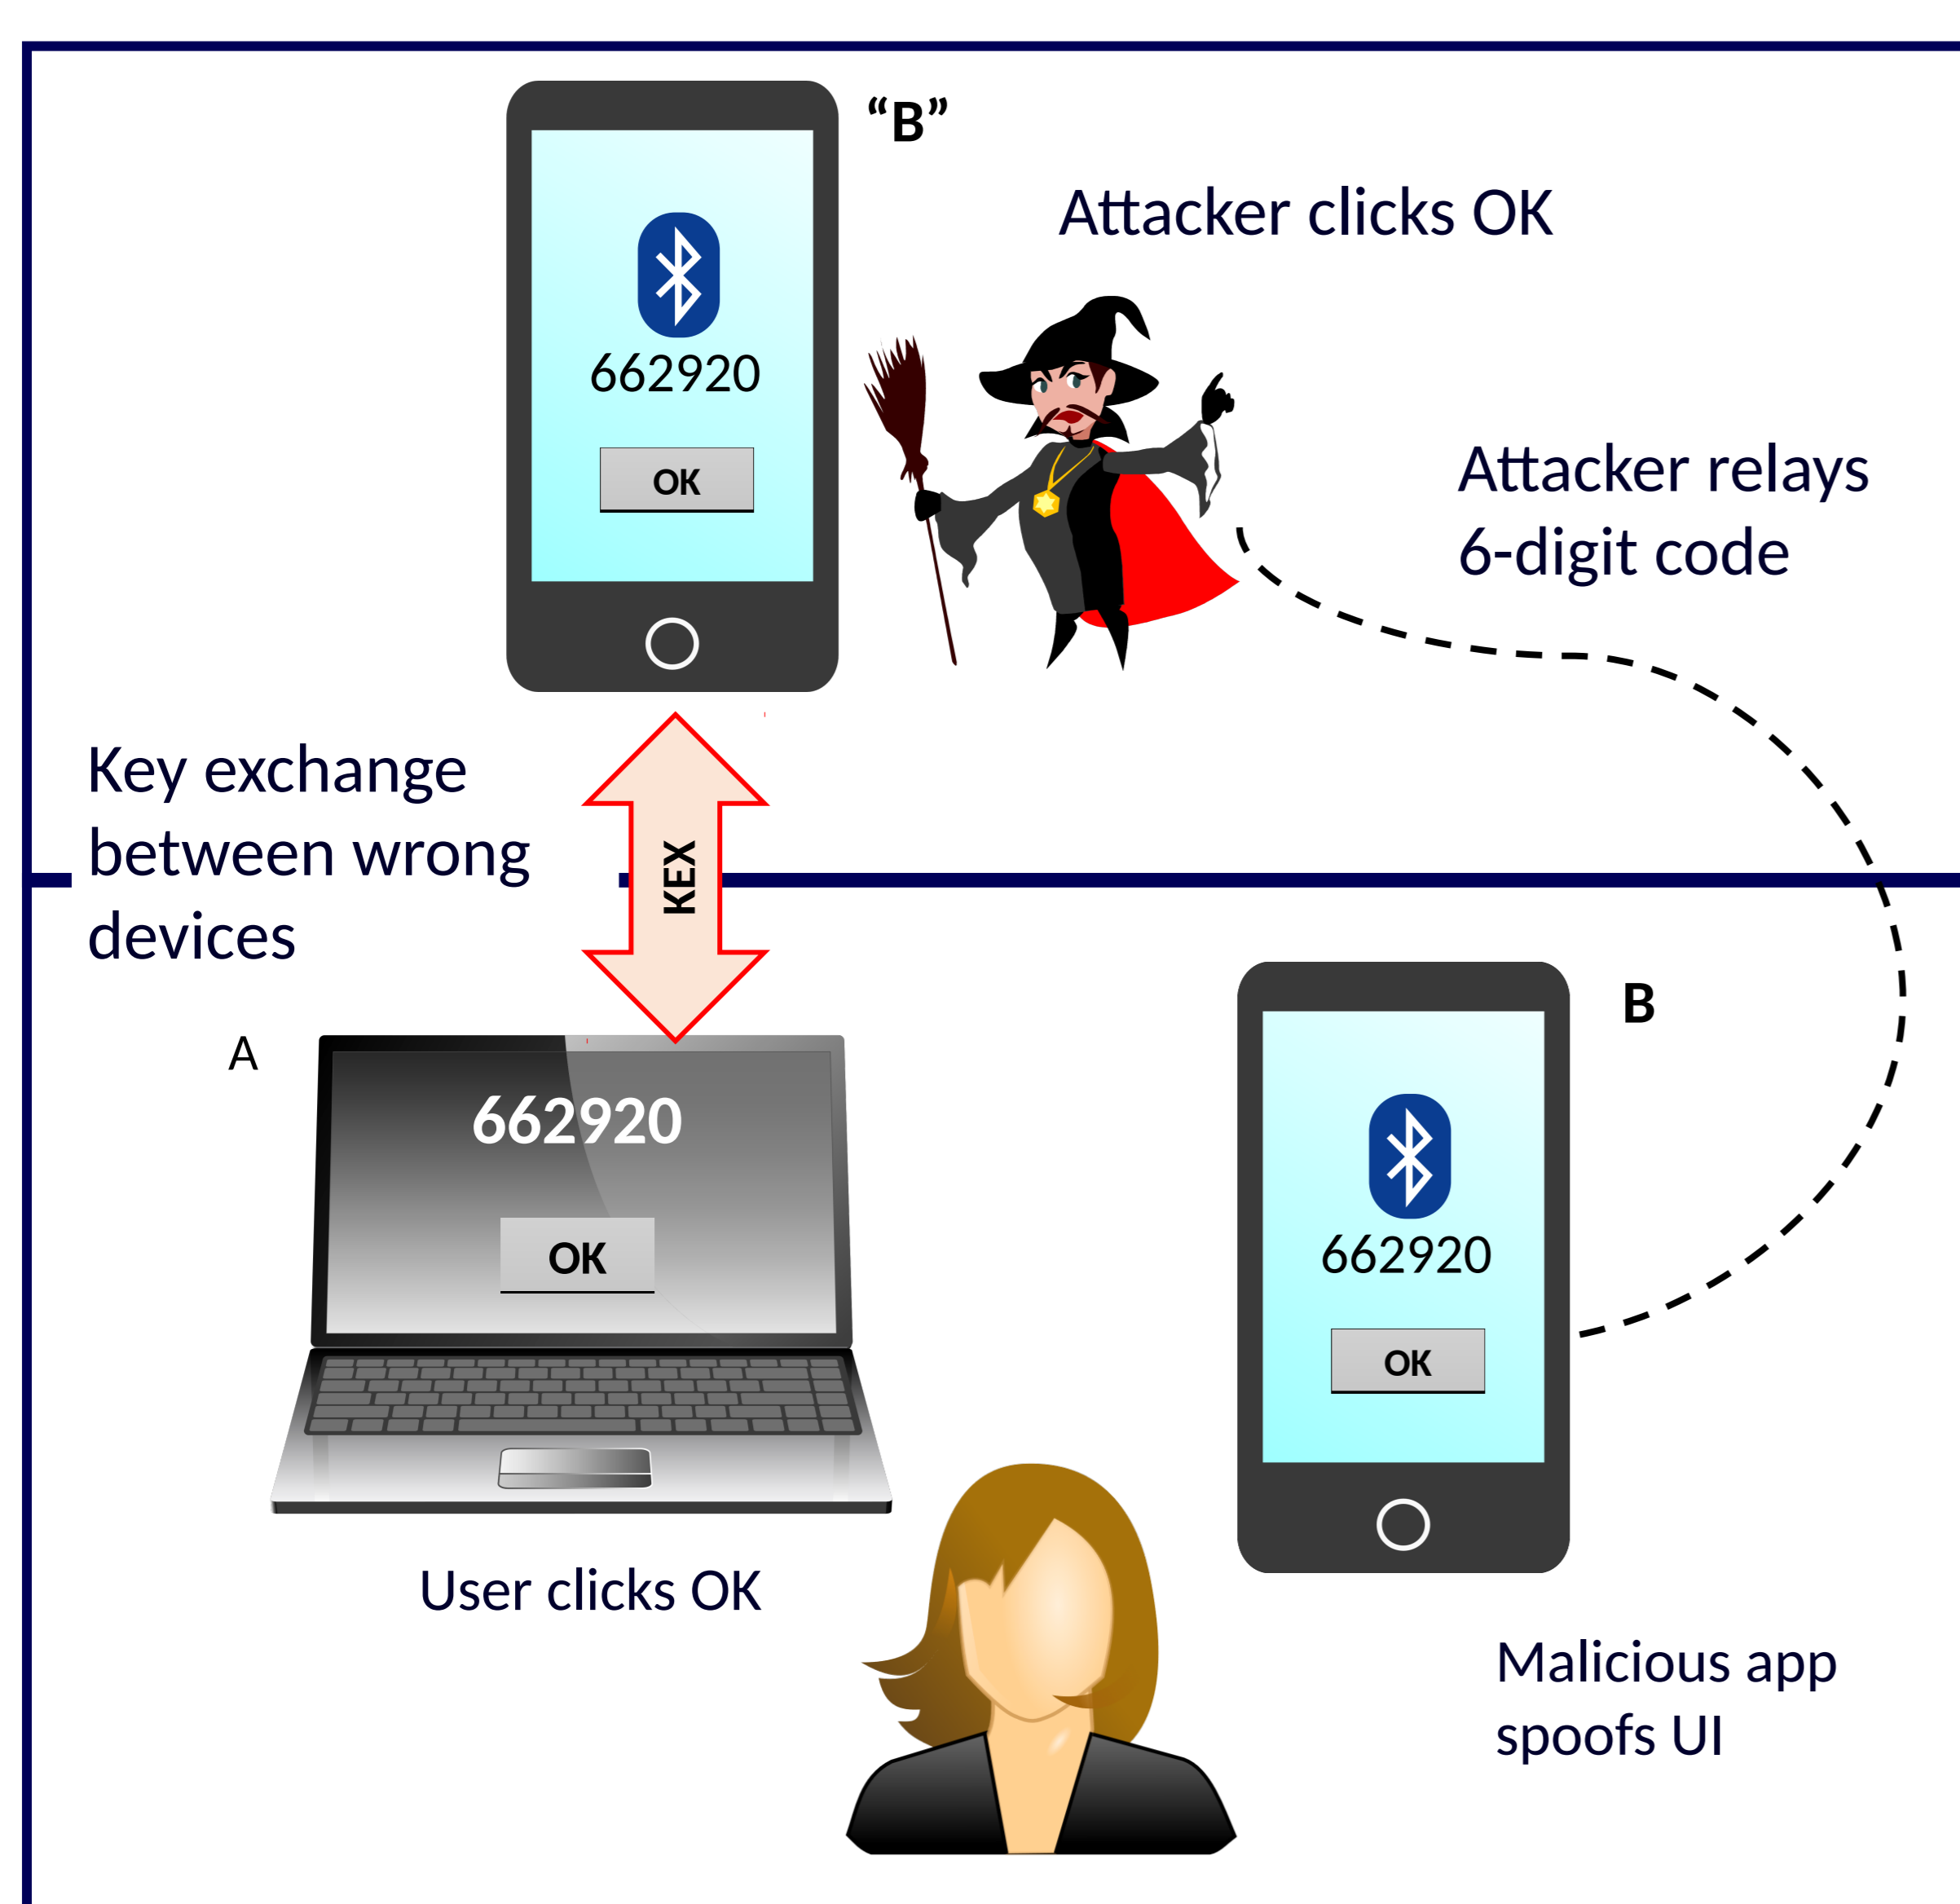 “B”
Attacker clicks OK
662920
OK
Attacker relays
6-digit code
Key exchange
between wrong
devices
KEX
A
662920
OK
B
662920
OK
User clicks OK
Malicious app
spoofs UI